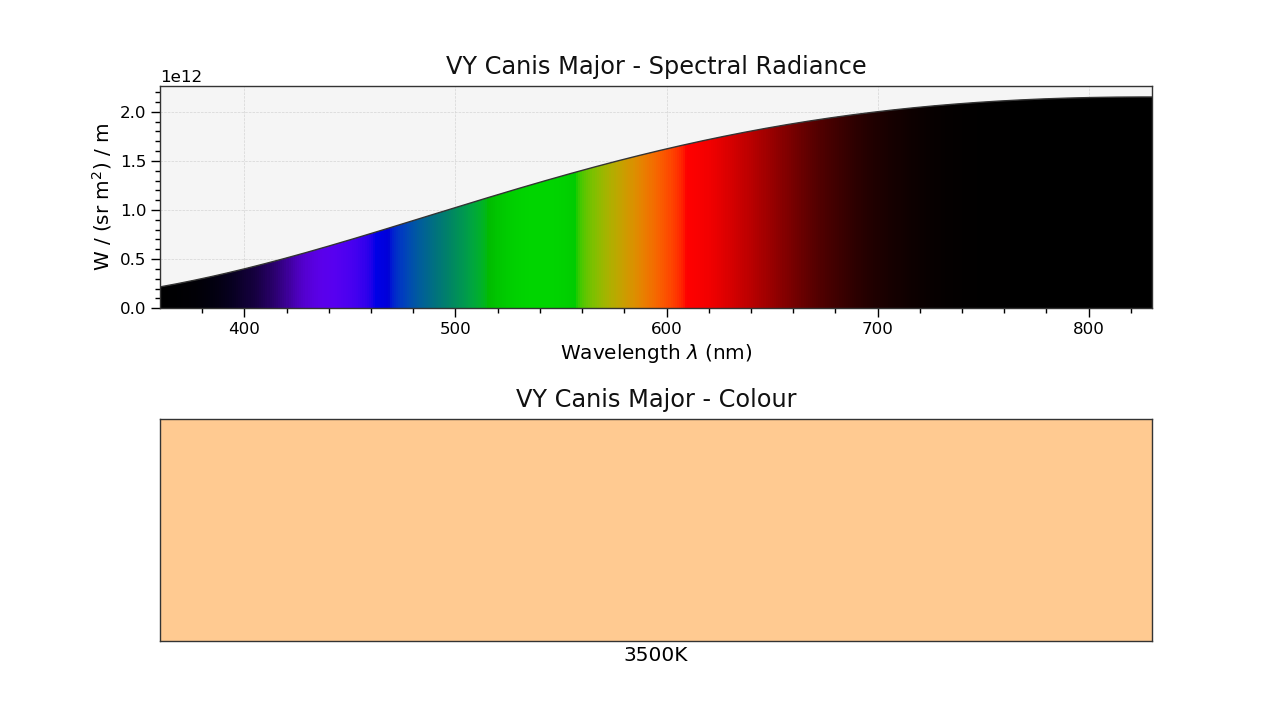 VY Canis Major - Spectral Radiance
1e12
W / (sr m²) / m
2.0
1.5
1.0
0.5
0.0
400 500 600 700 800
Wavelength λ (nm)
VY Canis Major - Colour
3500K